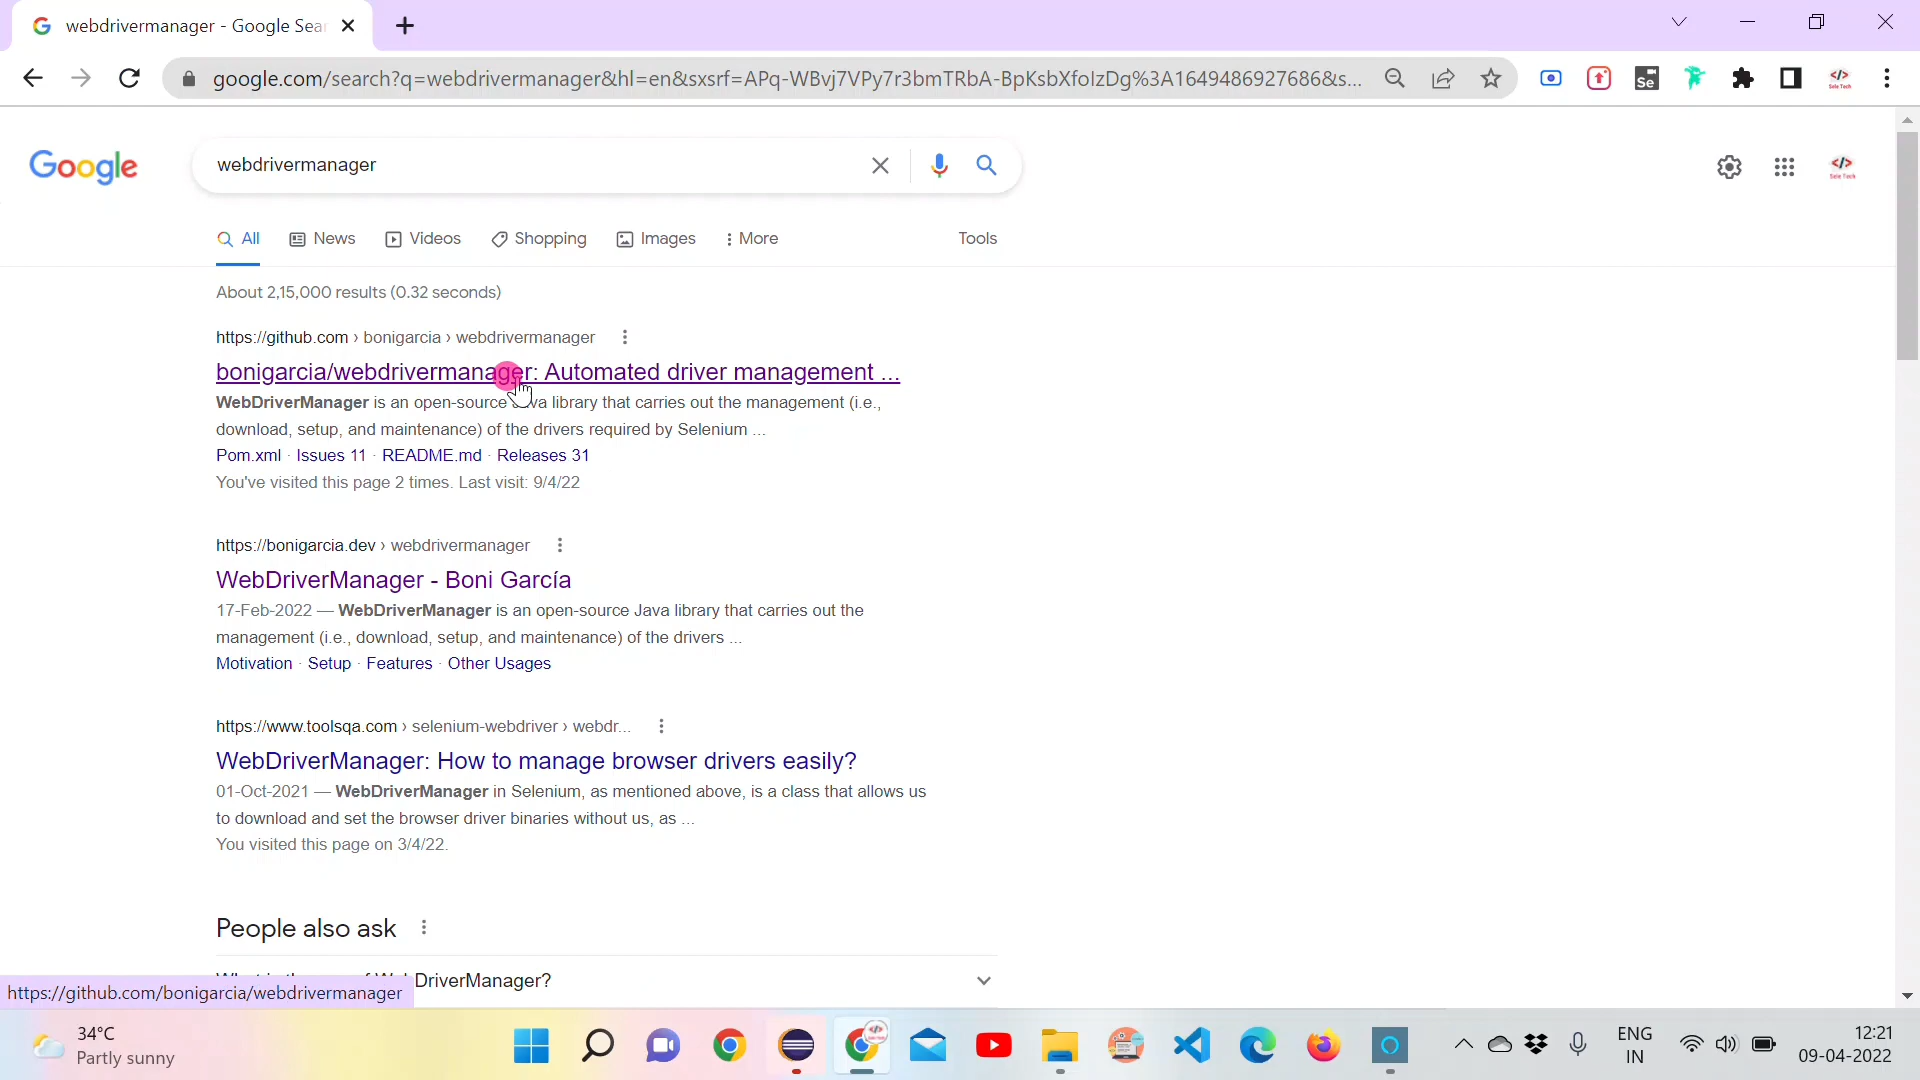 webdrivermanager - Google Sear
google.com/search?q=webdrivermanager&hl=en&sxsrf=APq-WBvj7VPy7r3bmTRbA-BpKsbXfolzDg%3A1649486927686&s...
Google
webdrivermanager
All News Videos Shopping Images More Tools
About 2,15,000 results (0.32 seconds)
https://github.com › bonigarcia › webdrivermanager
bonigarcia/webdrivermanager: Automated driver management ...
WebDriverManager is an open-source Java library that carries out the management (i.e.,
download, setup, and maintenance) of the drivers required by Selenium ...
Pom.xml · Issues 11 · README.md · Releases 31
You've visited this page 2 times. Last visit: 9/4/22
https://bonigarcia.dev › webdrivermanager
WebDriverManager - Boni García
17-Feb-2022 — WebDriverManager is an open-source Java library that carries out the
management (i.e., download, setup, and maintenance) of the drivers ...
Motivation · Setup · Features · Other Usages
https://www.toolsqa.com › selenium-webdriver › webdr...
WebDriverManager: How to manage browser drivers easily?
01-Oct-2021 — WebDriverManager in Selenium, as mentioned above, is a class that allows us
to download and set the browser driver binaries without us, as ...
You visited this page on 3/4/22.
People also ask
DriverManager?
https://github.com/bonigarcia/webdrivermanager
34°C
Partly sunny
ENG
IN
12:21
09-04-2022